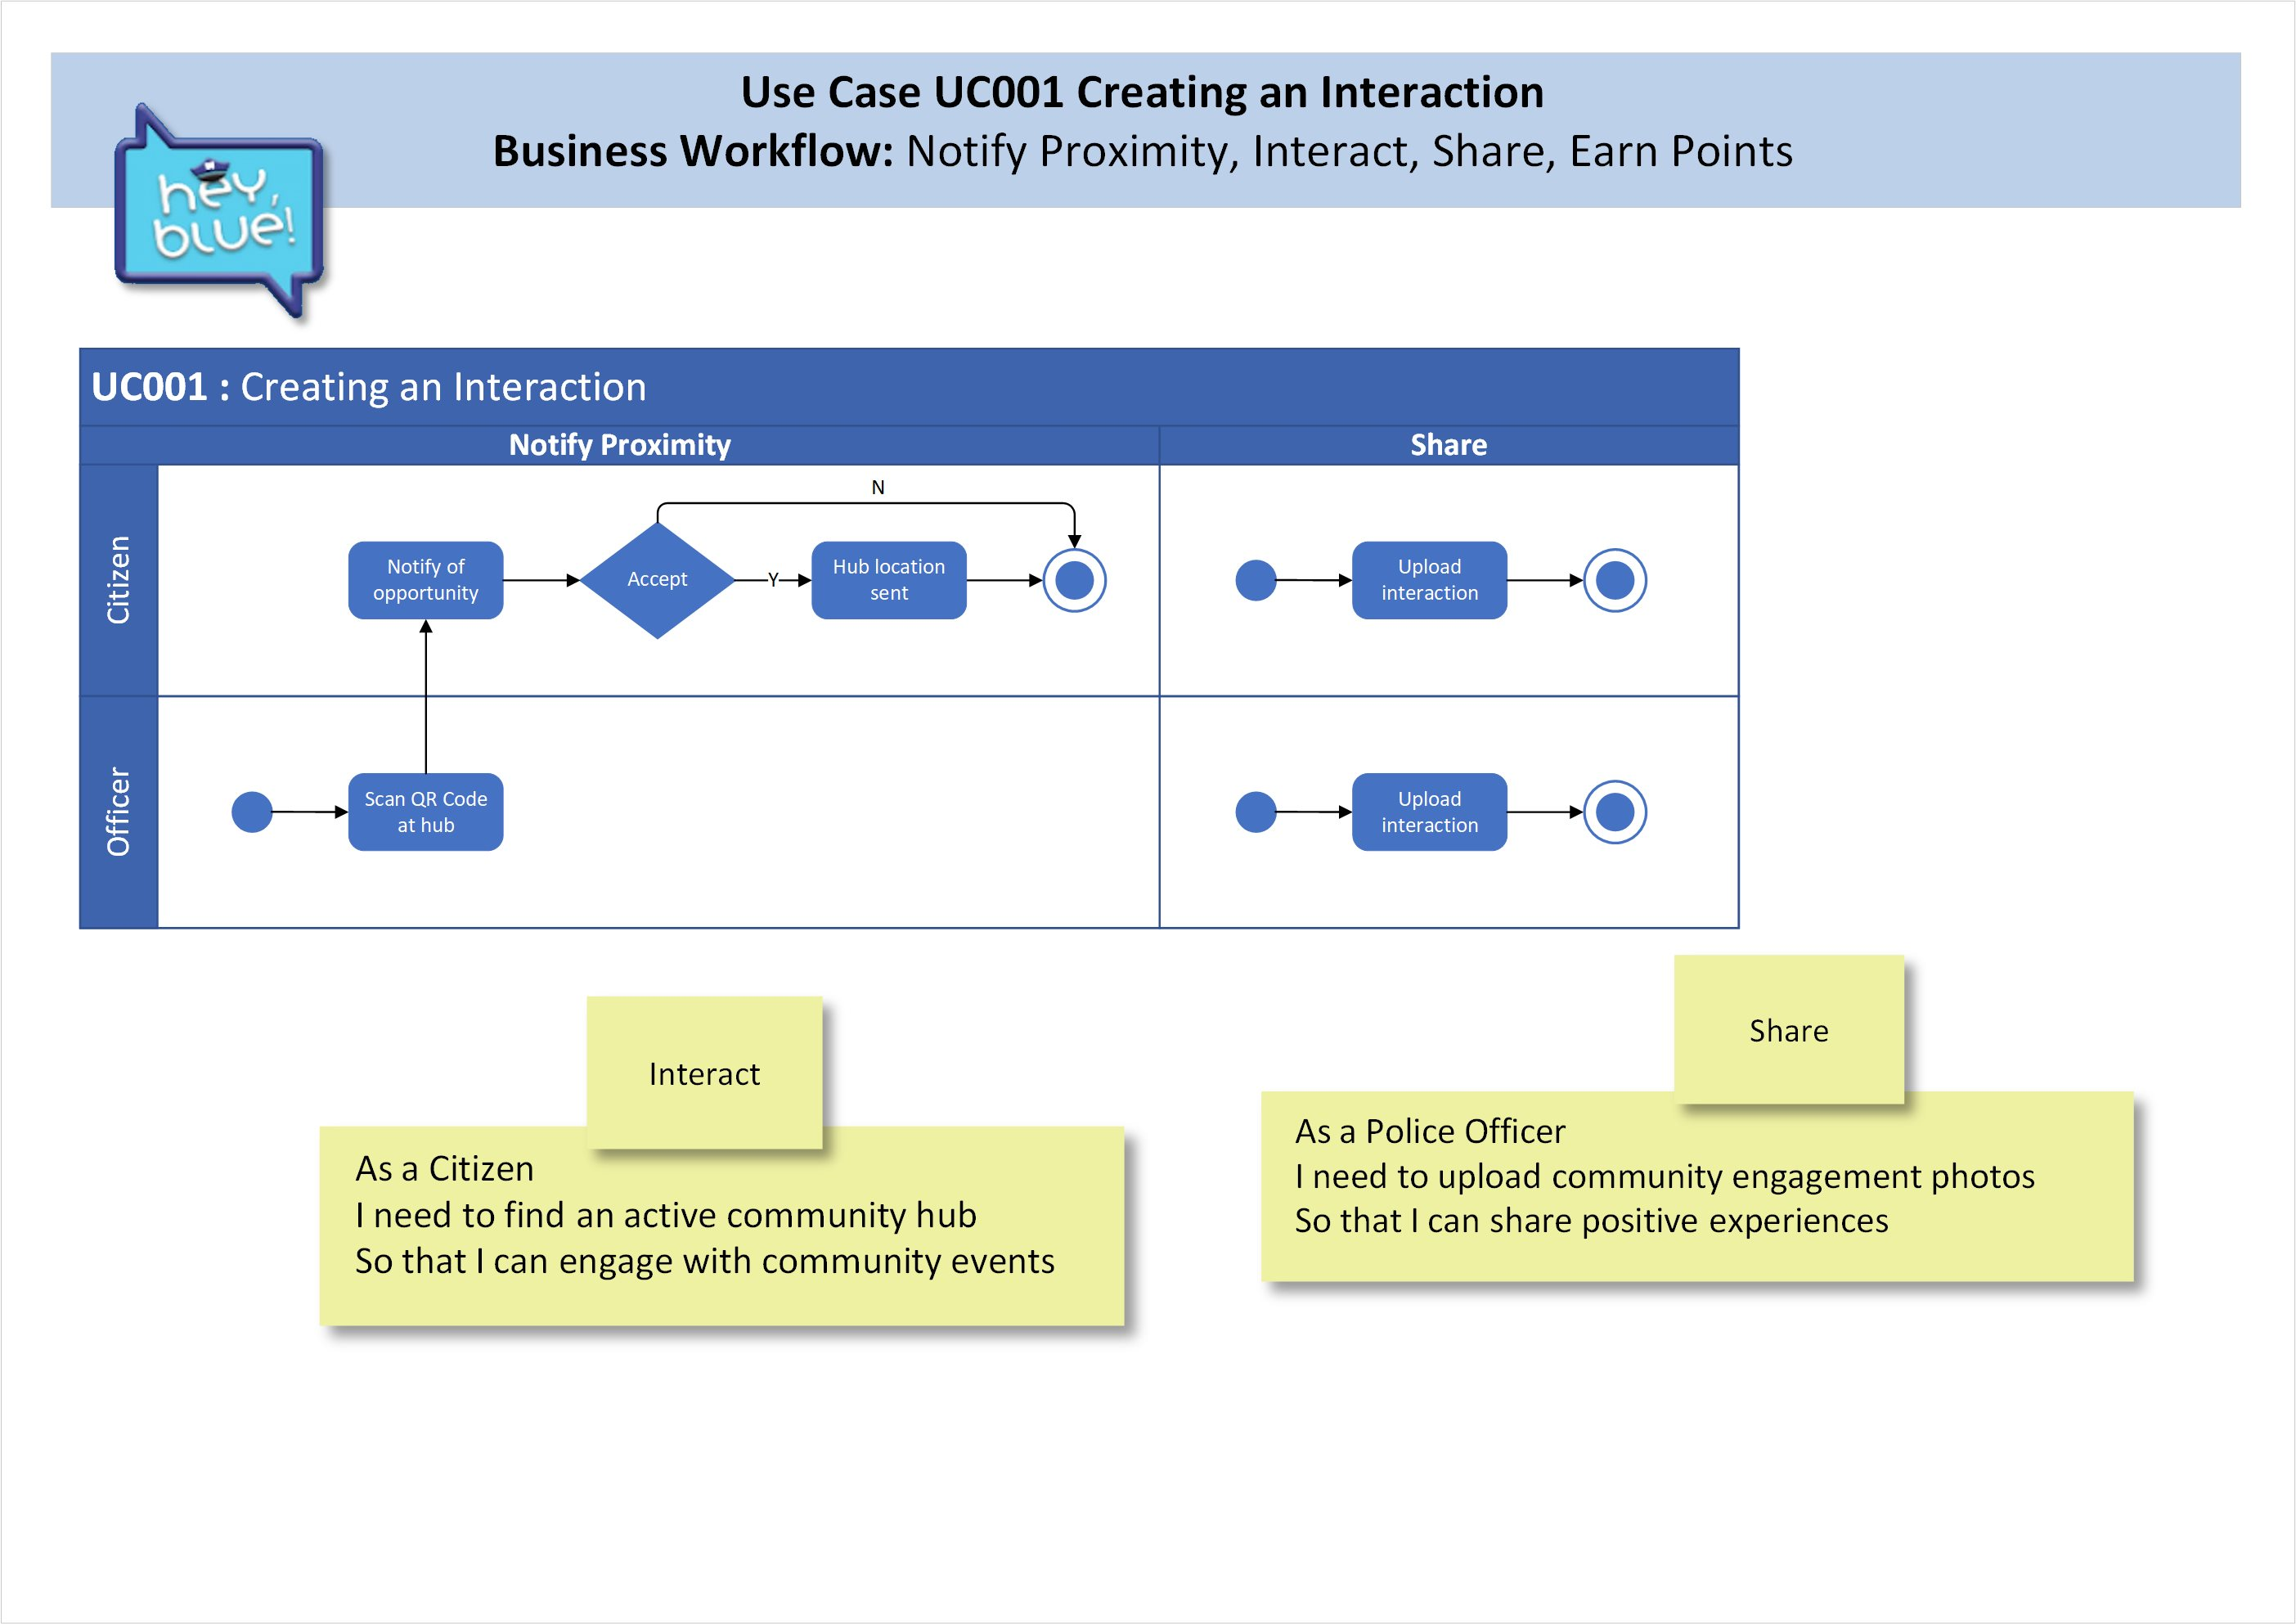 Use Case UC001 Creating an Interaction
Business Workflow: Notify Proximity, Interact, Share, Earn Points
hey,
blue!
UC001 : Creating an Interaction
Notify Proximity
Share
Citizen
N
Notify of
opportunity
Accept
Y
Hub location
sent
Upload
interaction
Officer
Scan QR Code
at hub
Upload
interaction
Interact
As a Citizen
I need to find an active community hub
So that I can engage with community events
Share
As a Police Officer
I need to upload community engagement photos
So that I can share positive experiences